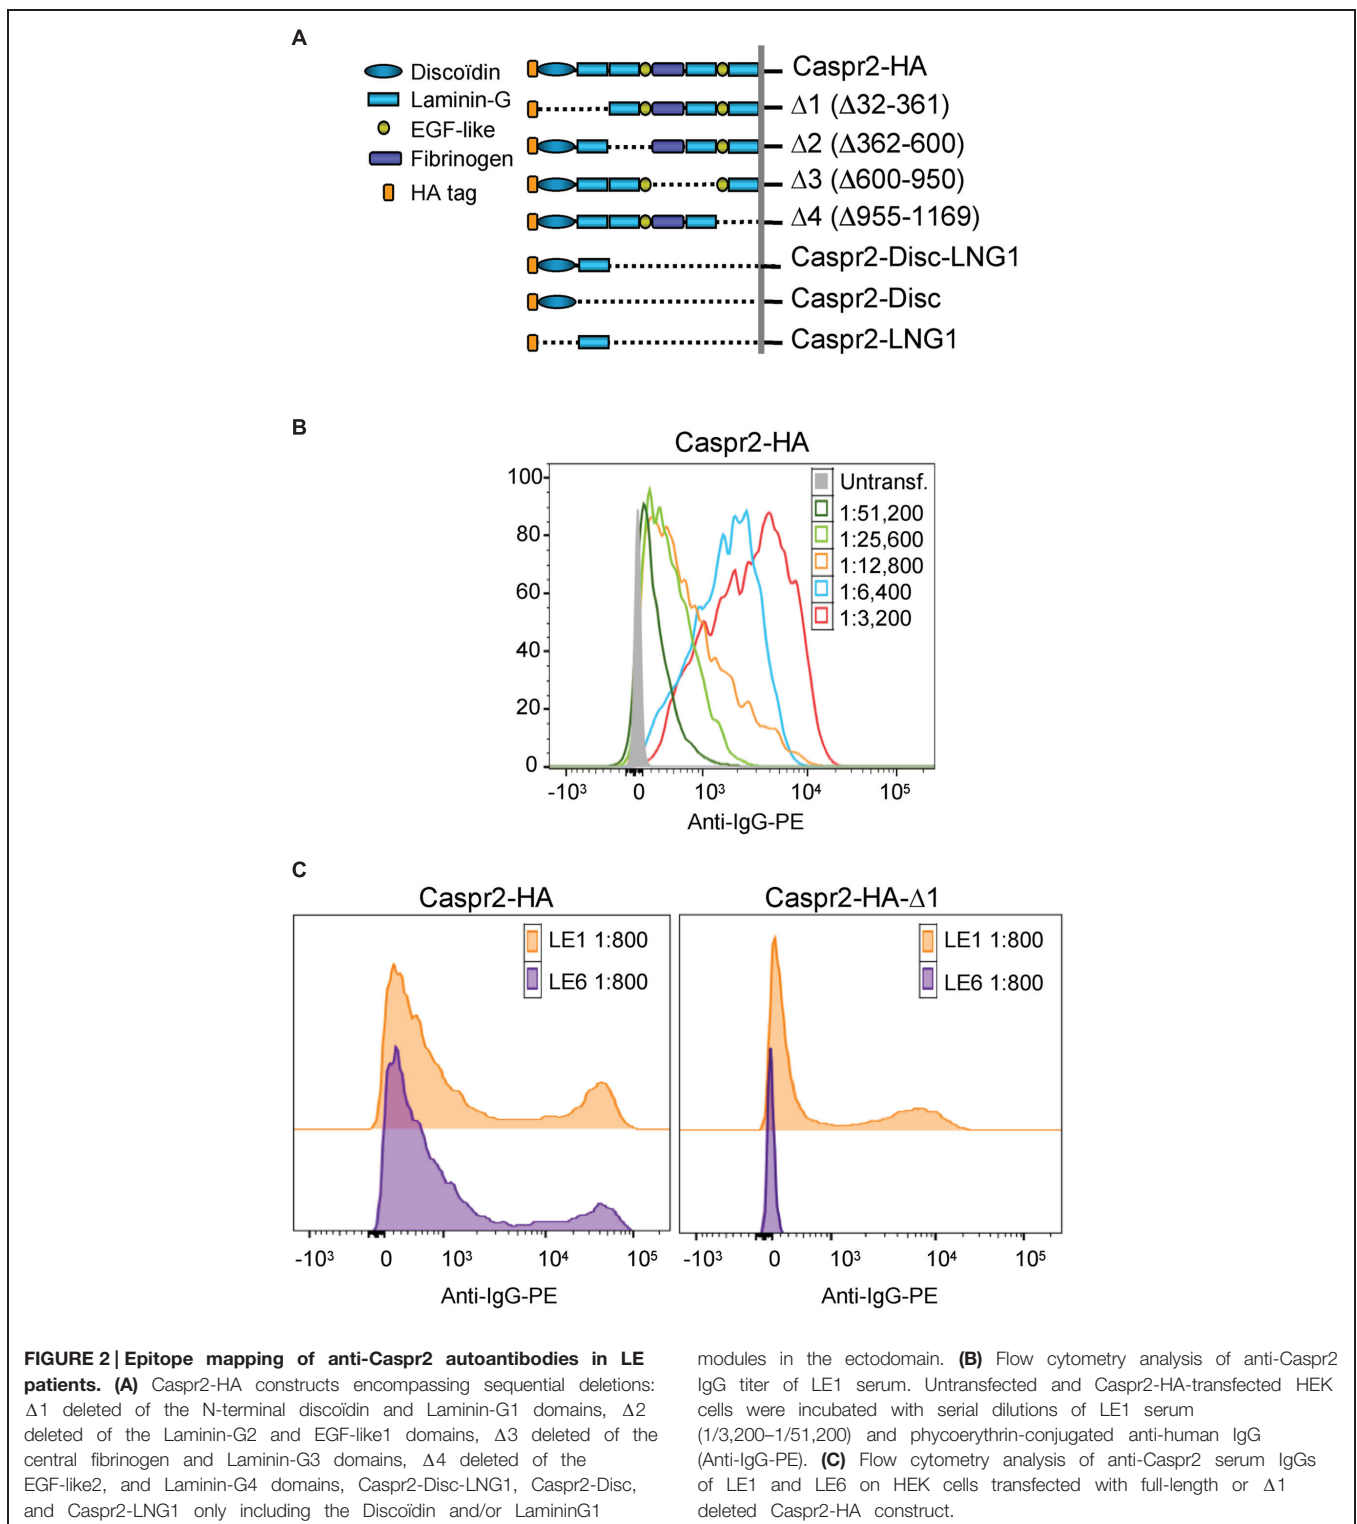 A
Discoïdin
Laminin-G
EGF-like
Fibrinogen
HA tag
Caspr2-HA
Δ1 (Δ32-361)
Δ2 (Δ362-600)
Δ3 (Δ600-950)
Δ4 (Δ955-1169)
Caspr2-Disc-LNG1
Caspr2-Disc
Caspr2-LNG1
B
Caspr2-HA
100
80
60
40
20
0
Untransf.
1:51,200
1:25,600
1:12,800
1:6,400
1:3,200
-10³ 0 10³ 10⁴ 10⁵
Anti-IgG-PE
C
Caspr2-HA
LE1 1:800
LE6 1:800
-10³ 0 10³ 10⁴ 10⁵
Anti-IgG-PE
Caspr2-HA-Δ1
LE1 1:800
LE6 1:800
-10³ 0 10³ 10⁴ 10⁵
Anti-IgG-PE
FIGURE 2 | Epitope mapping of anti-Caspr2 autoantibodies in LE
patients. (A) Caspr2-HA constructs encompassing sequential deletions:
Δ1 deleted of the N-terminal discoïdin and Laminin-G1 domains, Δ2
deleted of the Laminin-G2 and EGF-like1 domains, Δ3 deleted of the
central fibrinogen and Laminin-G3 domains, Δ4 deleted of the
EGF-like2, and Laminin-G4 domains, Caspr2-Disc-LNG1, Caspr2-Disc,
and Caspr2-LNG1 only including the Discoïdin and/or LamininG1
modules in the ectodomain. (B) Flow cytometry analysis of anti-Caspr2
IgG titer of LE1 serum. Untransfected and Caspr2-HA-transfected HEK
cells were incubated with serial dilutions of LE1 serum
(1/3,200–1/51,200) and phycoerythrin-conjugated anti-human IgG
(Anti-IgG-PE). (C) Flow cytometry analysis of anti-Caspr2 serum IgGs
of LE1 and LE6 on HEK cells transfected with full-length or Δ1
deleted Caspr2-HA construct.